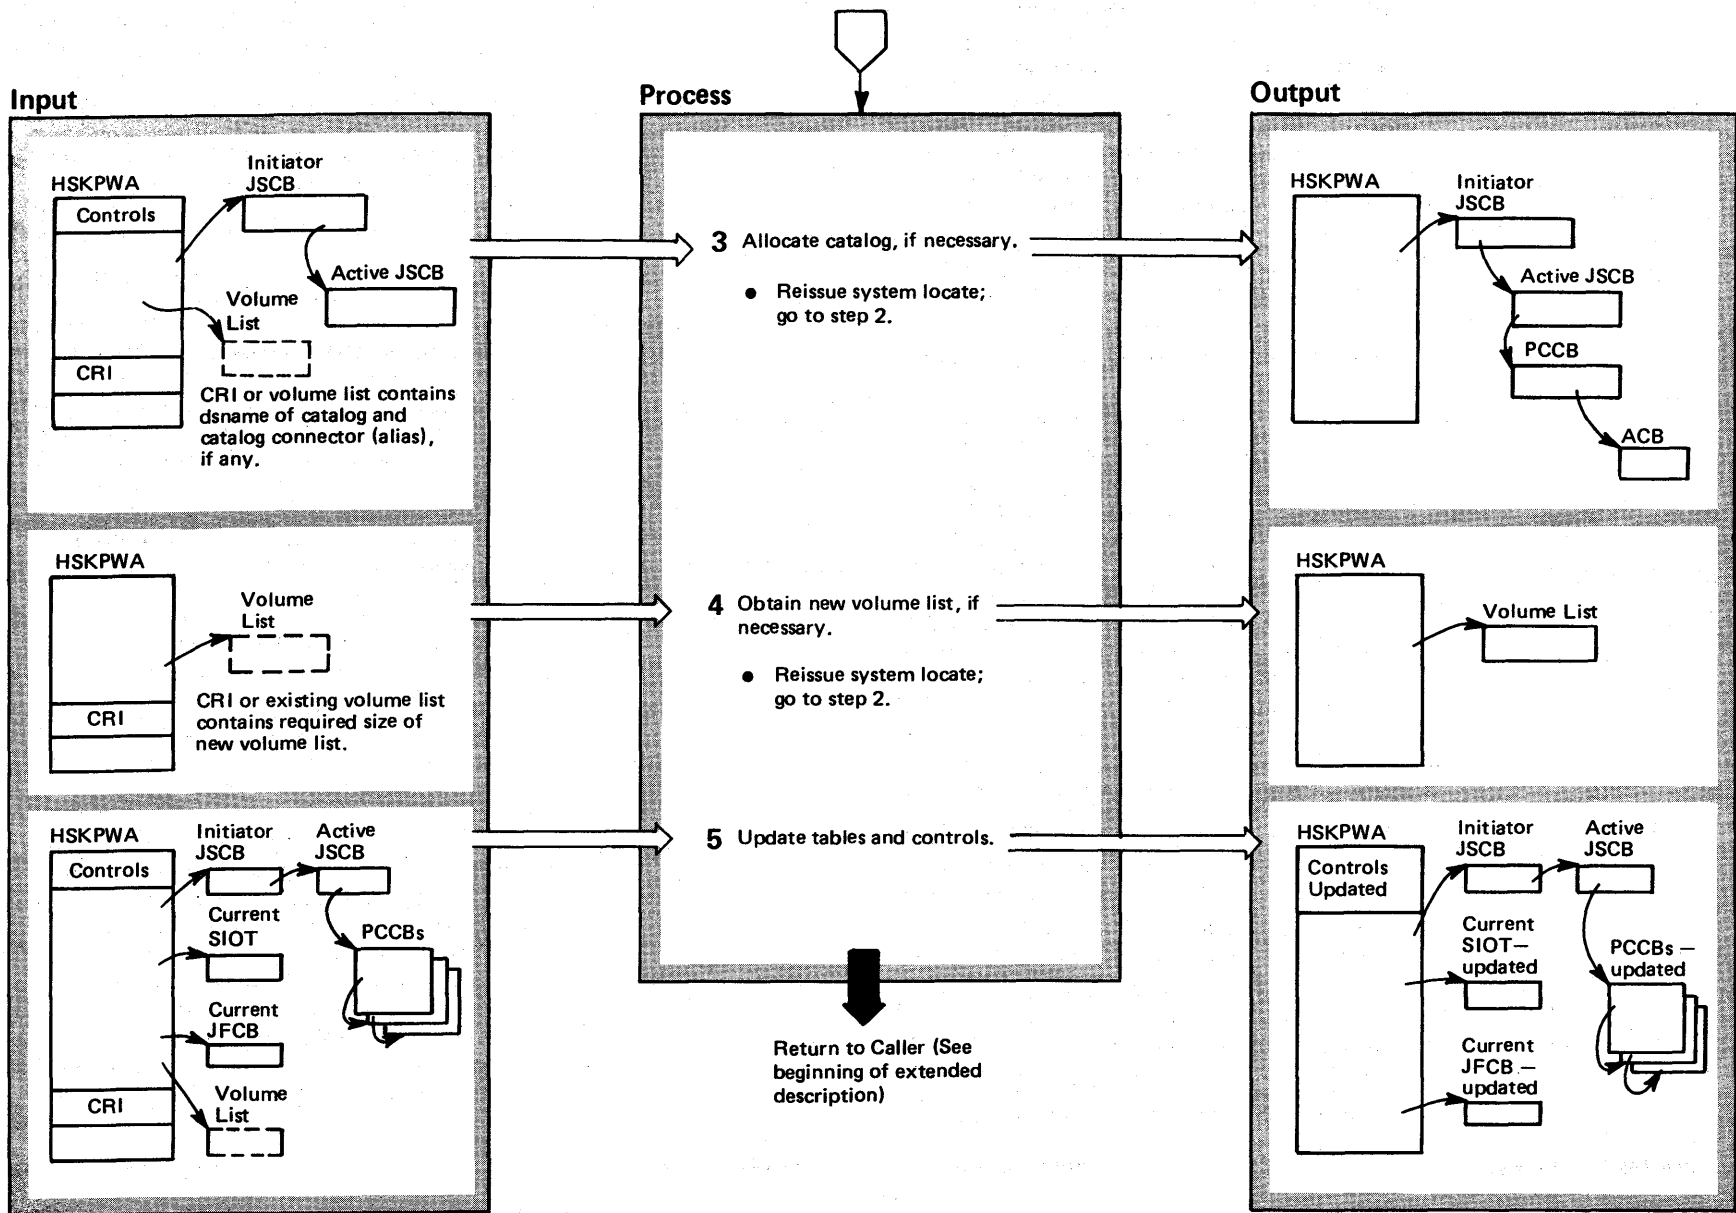 Input
HSKPWA
Controls
Initiator
JSCB
Active JSCB
Volume
List
CRI
CRI or volume list contains
dsname of catalog and
catalog connector (alias),
if any.
HSKPWA
Volume
List
CRI
CRI or existing volume list
contains required size of
new volume list.
HSKPWA
Controls
Initiator
JSCB
Active
JSCB
Current
SIOT
PCCBs
Current
JFCB
CRI
Volume
List
Process
3 Allocate catalog, if necessary.
● Reissue system locate;
go to step 2.
4 Obtain new volume list, if
necessary.
● Reissue system locate;
go to step 2.
5 Update tables and controls.
Return to Caller (See
beginning of extended
description)
Output
HSKPWA
Initiator
JSCB
Active JSCB
PCCB
ACB
HSKPWA
Volume List
HSKPWA
Controls
Updated
Initiator
JSCB
Active
JSCB
Current
SIOT—
updated
PCCBs —
updated
Current
JFCB —
updated